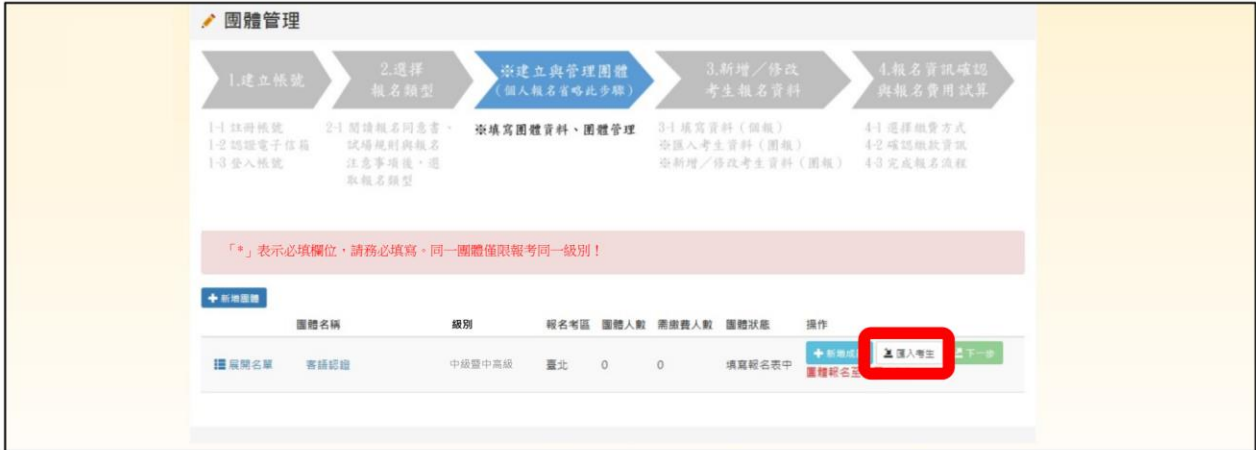 團體管理
1.建立帳號
2.選擇
報名類型
※建立與管理團體
(個人報名省略此步驟)
3.新增／修改
考生報名資料
4.報名資訊確認
與報名費用試算
1-1 註冊帳號
1-2 認證電子信箱
1-3 登入帳號
2-1 閱讀報名同意書、
試場規則與報名
注意事項後，選
取報名類型
※填寫團體資料、團體管理
3-1 填寫資料（個報）
※匯入考生資料（團報）
※新增／修改考生資料（團報）
4-1 選擇繳費方式
4-2 確認繳款資訊
4-3 完成報名流程
「*」表示必填欄位，請務必填寫。同一團體僅限報考同一級別！
新增團體
團體名稱 級別 報名考區 團體人數 需繳費人數 團體狀態 操作
展開名單 客語認證 中級暨中高級 臺北 0 0 填寫報名表中 新增成 匯入考生 下一步
團體報名至